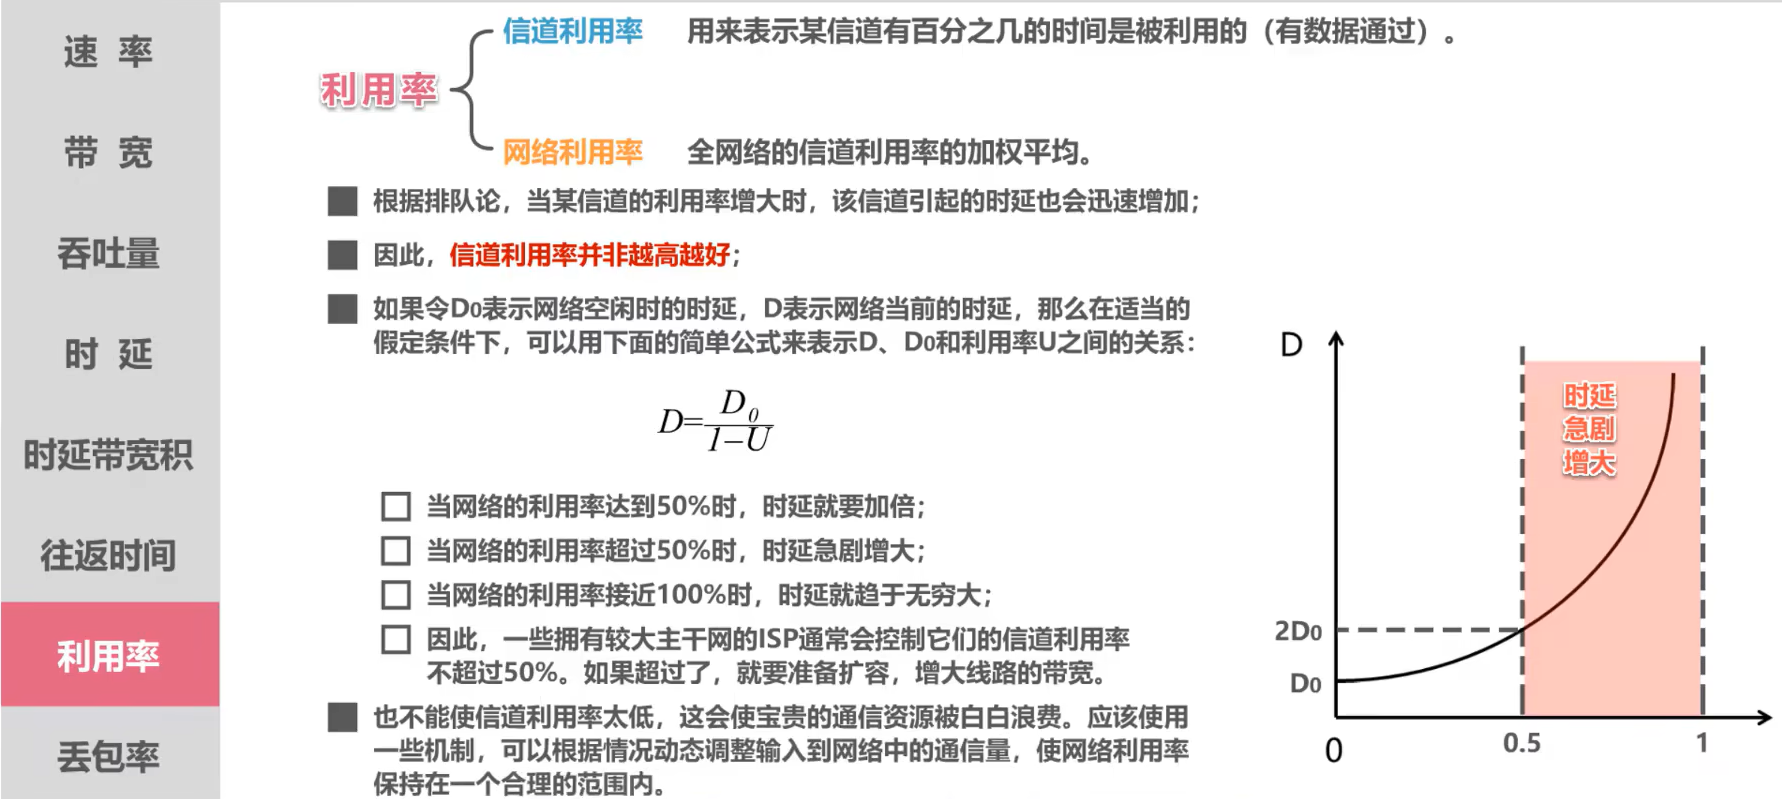 速 率
带 宽
吞吐量
时 延
时延带宽积
往返时间
利用率
丢包率
利用率
信道利用率 用来表示某信道有百分之几的时间是被利用的（有数据通过）。
网络利用率 全网络的信道利用率的加权平均。
根据排队论，当某信道的利用率增大时，该信道引起的时延也会迅速增加；
因此，信道利用率并非越高越好；
如果令D0表示网络空闲时的时延，D表示网络当前的时延，那么在适当的
假定条件下，可以用下面的简单公式来表示D、D0和利用率U之间的关系：
D=D0/1-U
当网络的利用率达到50%时，时延就要加倍；
当网络的利用率超过50%时，时延急剧增大；
当网络的利用率接近100%时，时延就趋于无穷大；
因此，一些拥有较大主干网的ISP通常会控制它们的信道利用率
不超过50%。如果超过了，就要准备扩容，增大线路的带宽。
也不能使信道利用率太低，这会使宝贵的通信资源被白白浪费。应该使用
一些机制，可以根据情况动态调整输入到网络中的通信量，使网络利用率
保持在一个合理的范围内。
D
时延
急剧
增大
2D0
D0
0 0.5 1